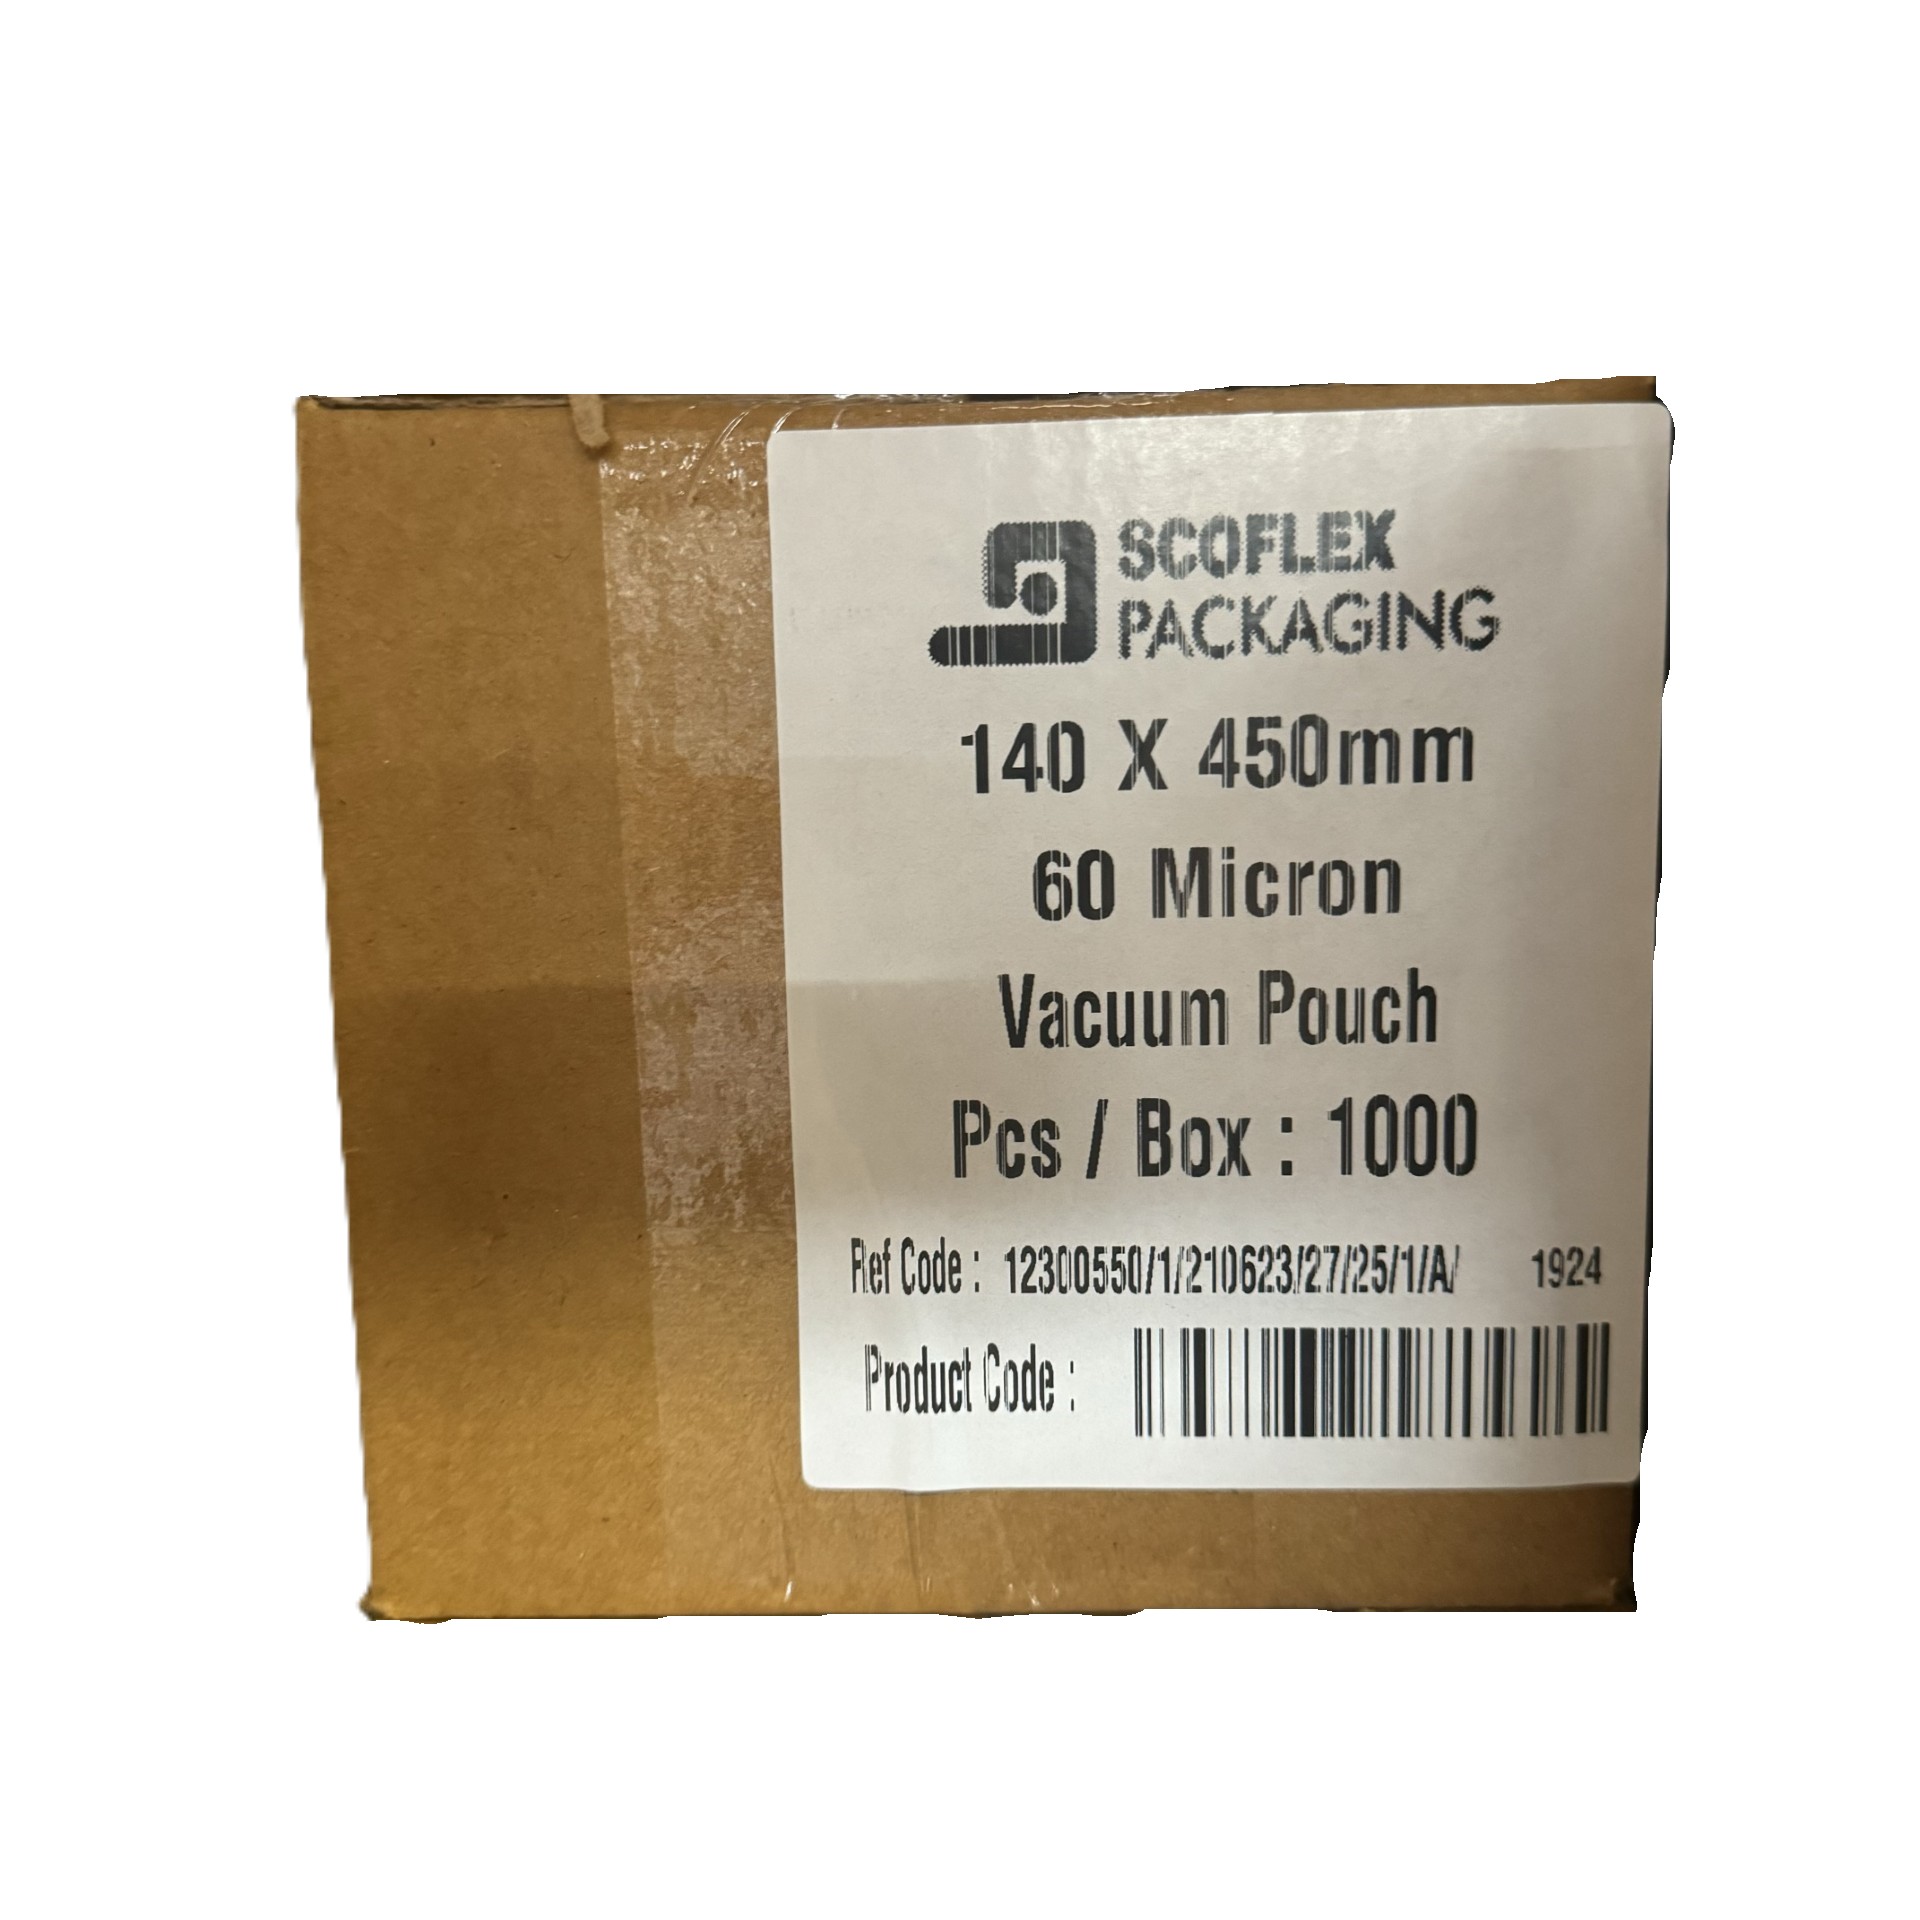 SCOFLEX
PACKAGING
140 X 450mm
60 Micron
Vacuum Pouch
Pcs / Box : 1000
Ref Code : 12300550/1/210623/27/25/1/A/ 1924
Product Code :